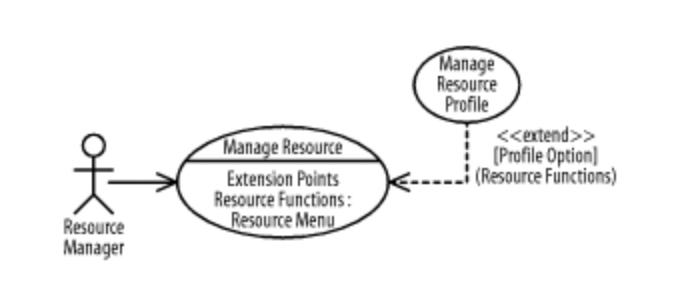 Manage
Resource
Profile
<<extend>>
[Profile Option]
(Resource Functions)
Manage Resource
Extension Points
Resource Functions :
Resource Menu
Resource
Manager